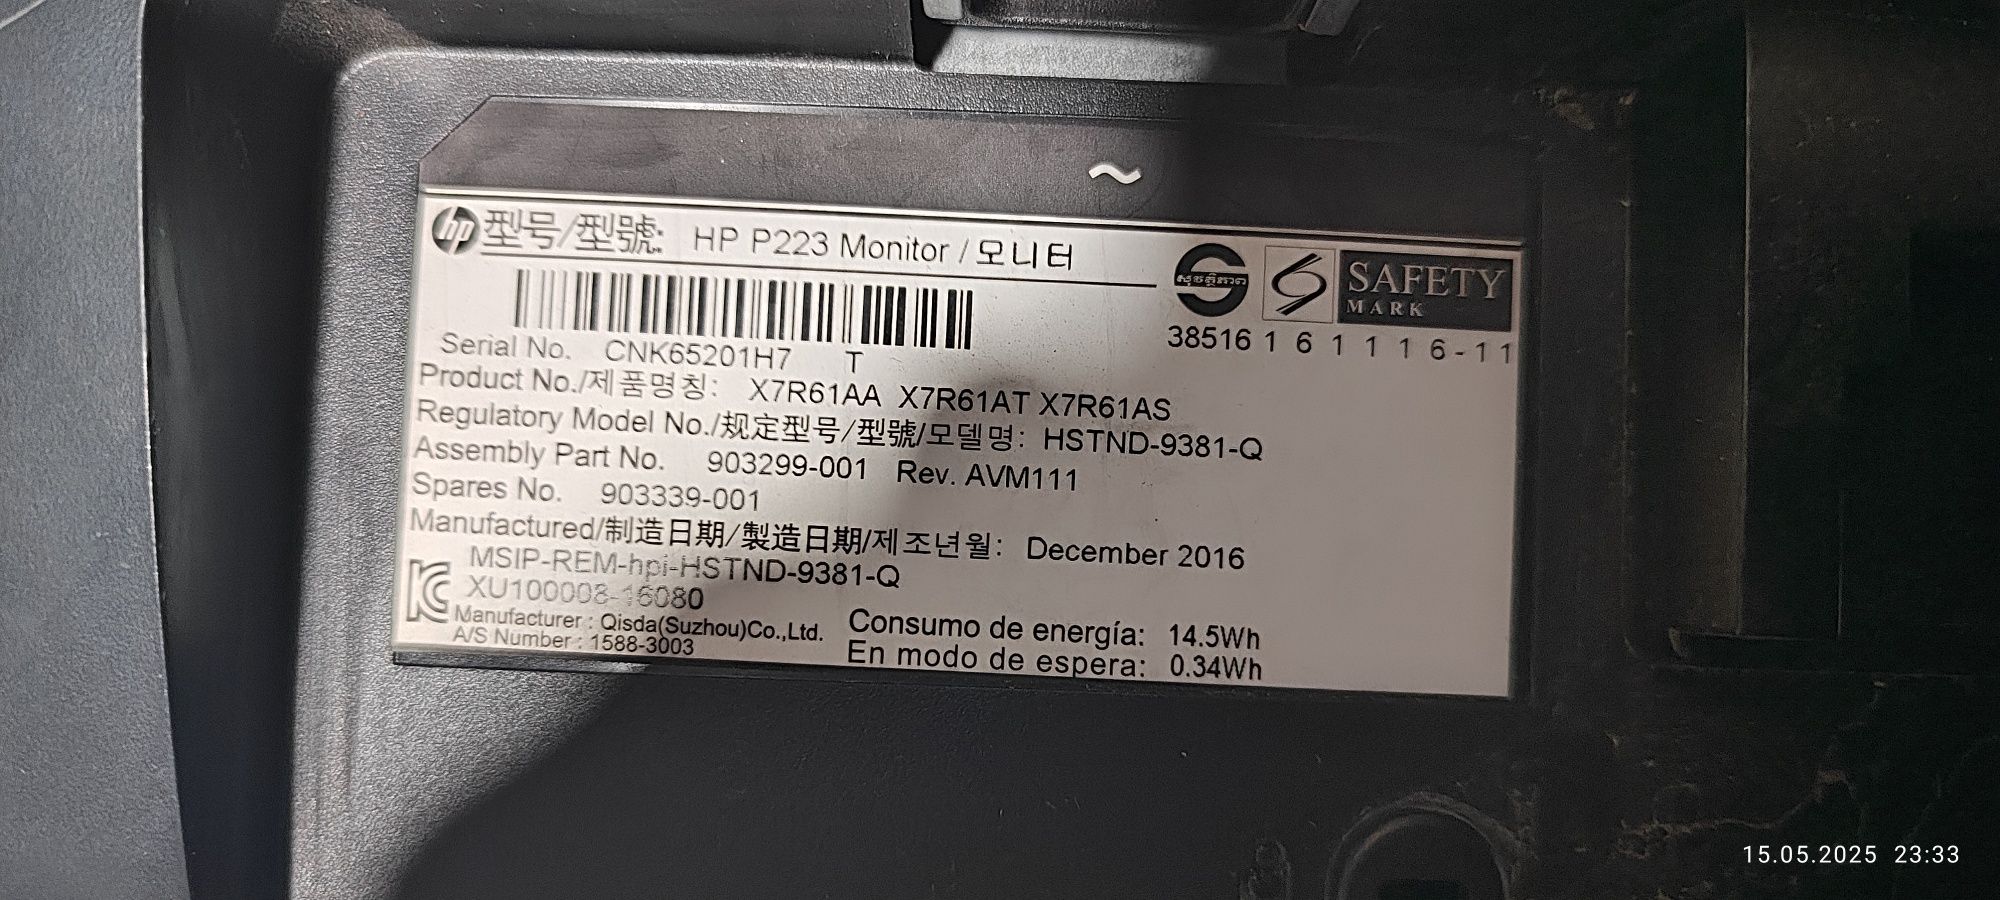 ~
hp 型号/型號: HP P223 Monitor / 모니터
SAFETY
MARK
38516 1 6 1 1 1 6 - 1 1
Serial No. CNK65201H7 T
Product No./제품명칭: X7R61AA X7R61AT X7R61AS
Regulatory Model No./规定型号/型號/모델명: HSTND-9381-Q
Assembly Part No. 903299-001 Rev. AVM111
Spares No. 903339-001
Manufactured/制造日期/製造日期/제조년월: December 2016
MSIP-REM-hpi-HSTND-9381-Q
XU100008-16080
Manufacturer : Qisda(Suzhou)Co.,Ltd.
A/S Number : 1588-3003
Consumo de energía: 14.5Wh
En modo de espera: 0.34Wh
15.05.2025 23:33